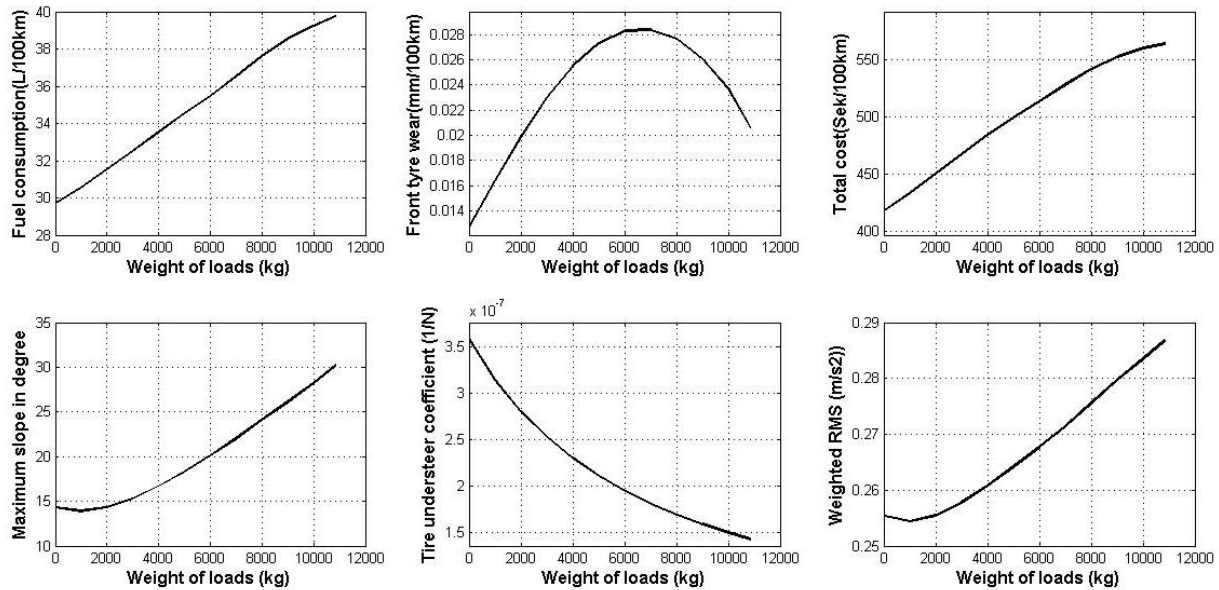 Fuel consumption(L/100km)
40
38
36
34
32
30
28
0 2000 4000 6000 8000 10000 12000
Weight of loads (kg)
Front tyre wear(mm/100km)
0.028
0.026
0.024
0.022
0.02
0.018
0.016
0.014
0 2000 4000 6000 8000 10000 12000
Weight of loads (kg)
Total cost(Sek/100km)
550
500
450
400
0 2000 4000 6000 8000 10000 12000
Weight of loads (kg)
Maximum slope in degree
35
30
25
20
15
10
0 2000 4000 6000 8000 10000 12000
Weight of loads (kg)
Tire understeer coefficient (1/N)
x 10^-7
3.5
3
2.5
2
1.5
0 2000 4000 6000 8000 10000 12000
Weight of loads (kg)
Weighted RMS (m/s2))
0.29
0.28
0.27
0.26
0.25
0 2000 4000 6000 8000 10000 12000
Weight of loads (kg)